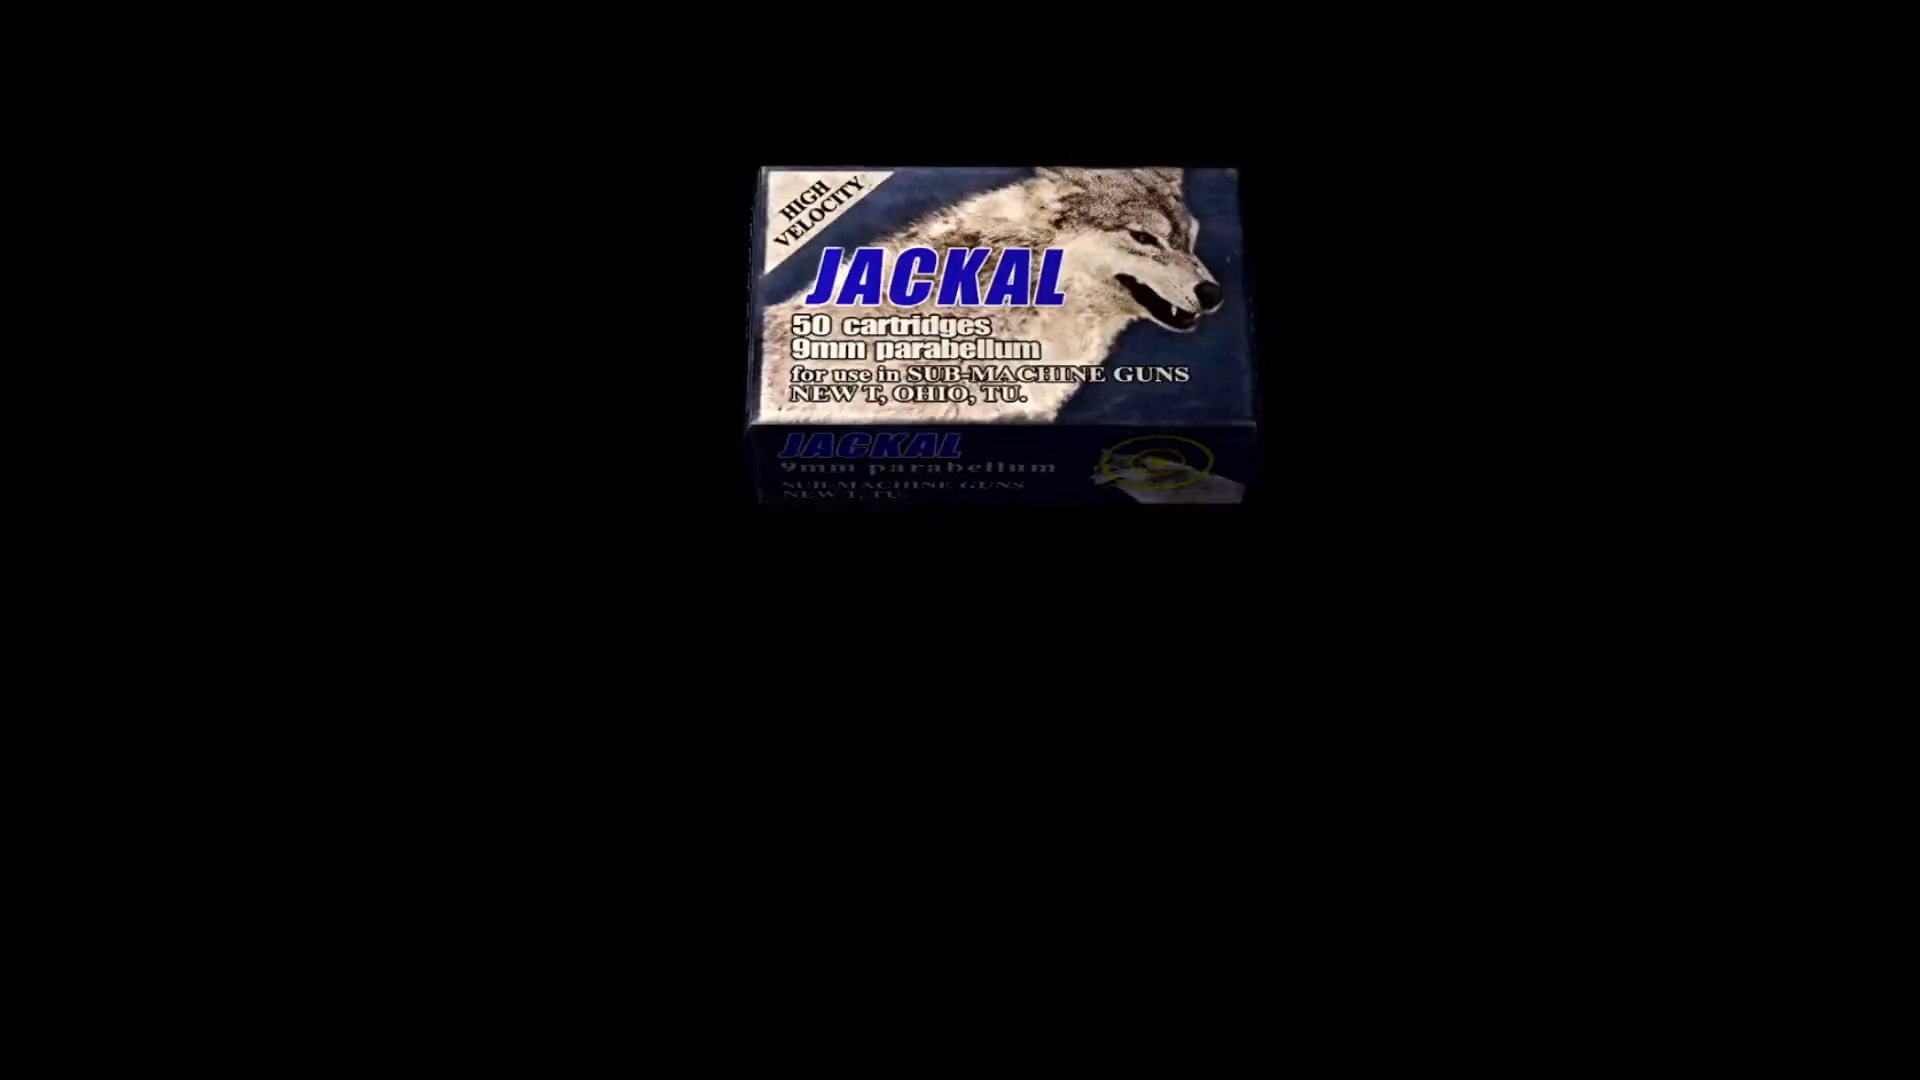 HIGH
VELOCITY
JACKAL
50 cartridges
9mm parabellum
for use in SUB-MACHINE GUNS
NEW T, OHIO, TU.
JACKAL
9mm parabellum
SUB-MACHINE GUNS
NEW T, TU.